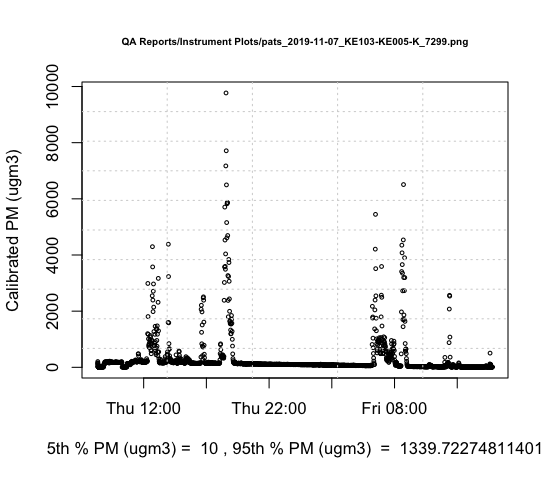 QA Reports/Instrument Plots/pats_2019-11-07_KE103-KE005-K_7299.png
Calibrated PM (ugm3)
10000
8000
6000
4000
2000
0
Thu 12:00 Thu 22:00 Fri 08:00
5th % PM (ugm3) = 10 , 95th % PM (ugm3) = 1339.72274811401